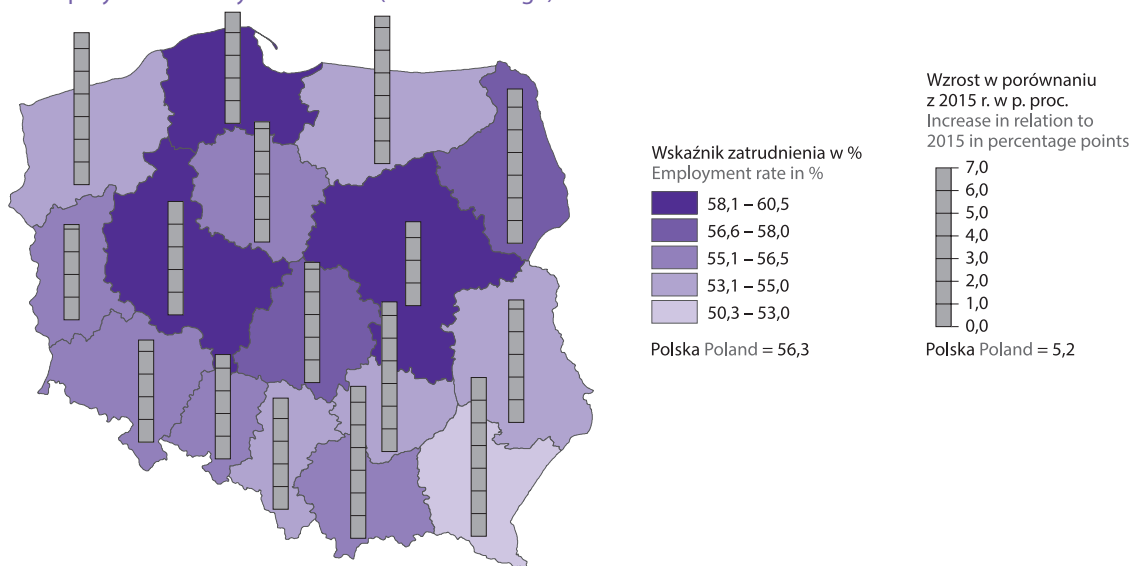 Wskaźnik zatrudnienia w %
Employment rate in %
58,1 – 60,5
56,6 – 58,0
55,1 – 56,5
53,1 – 55,0
50,3 – 53,0
Polska Poland = 56,3
Wzrost w porównaniu
z 2015 r. w p. proc.
Increase in relation to
2015 in percentage points
7,0
6,0
5,0
4,0
3,0
2,0
1,0
0,0
Polska Poland = 5,2